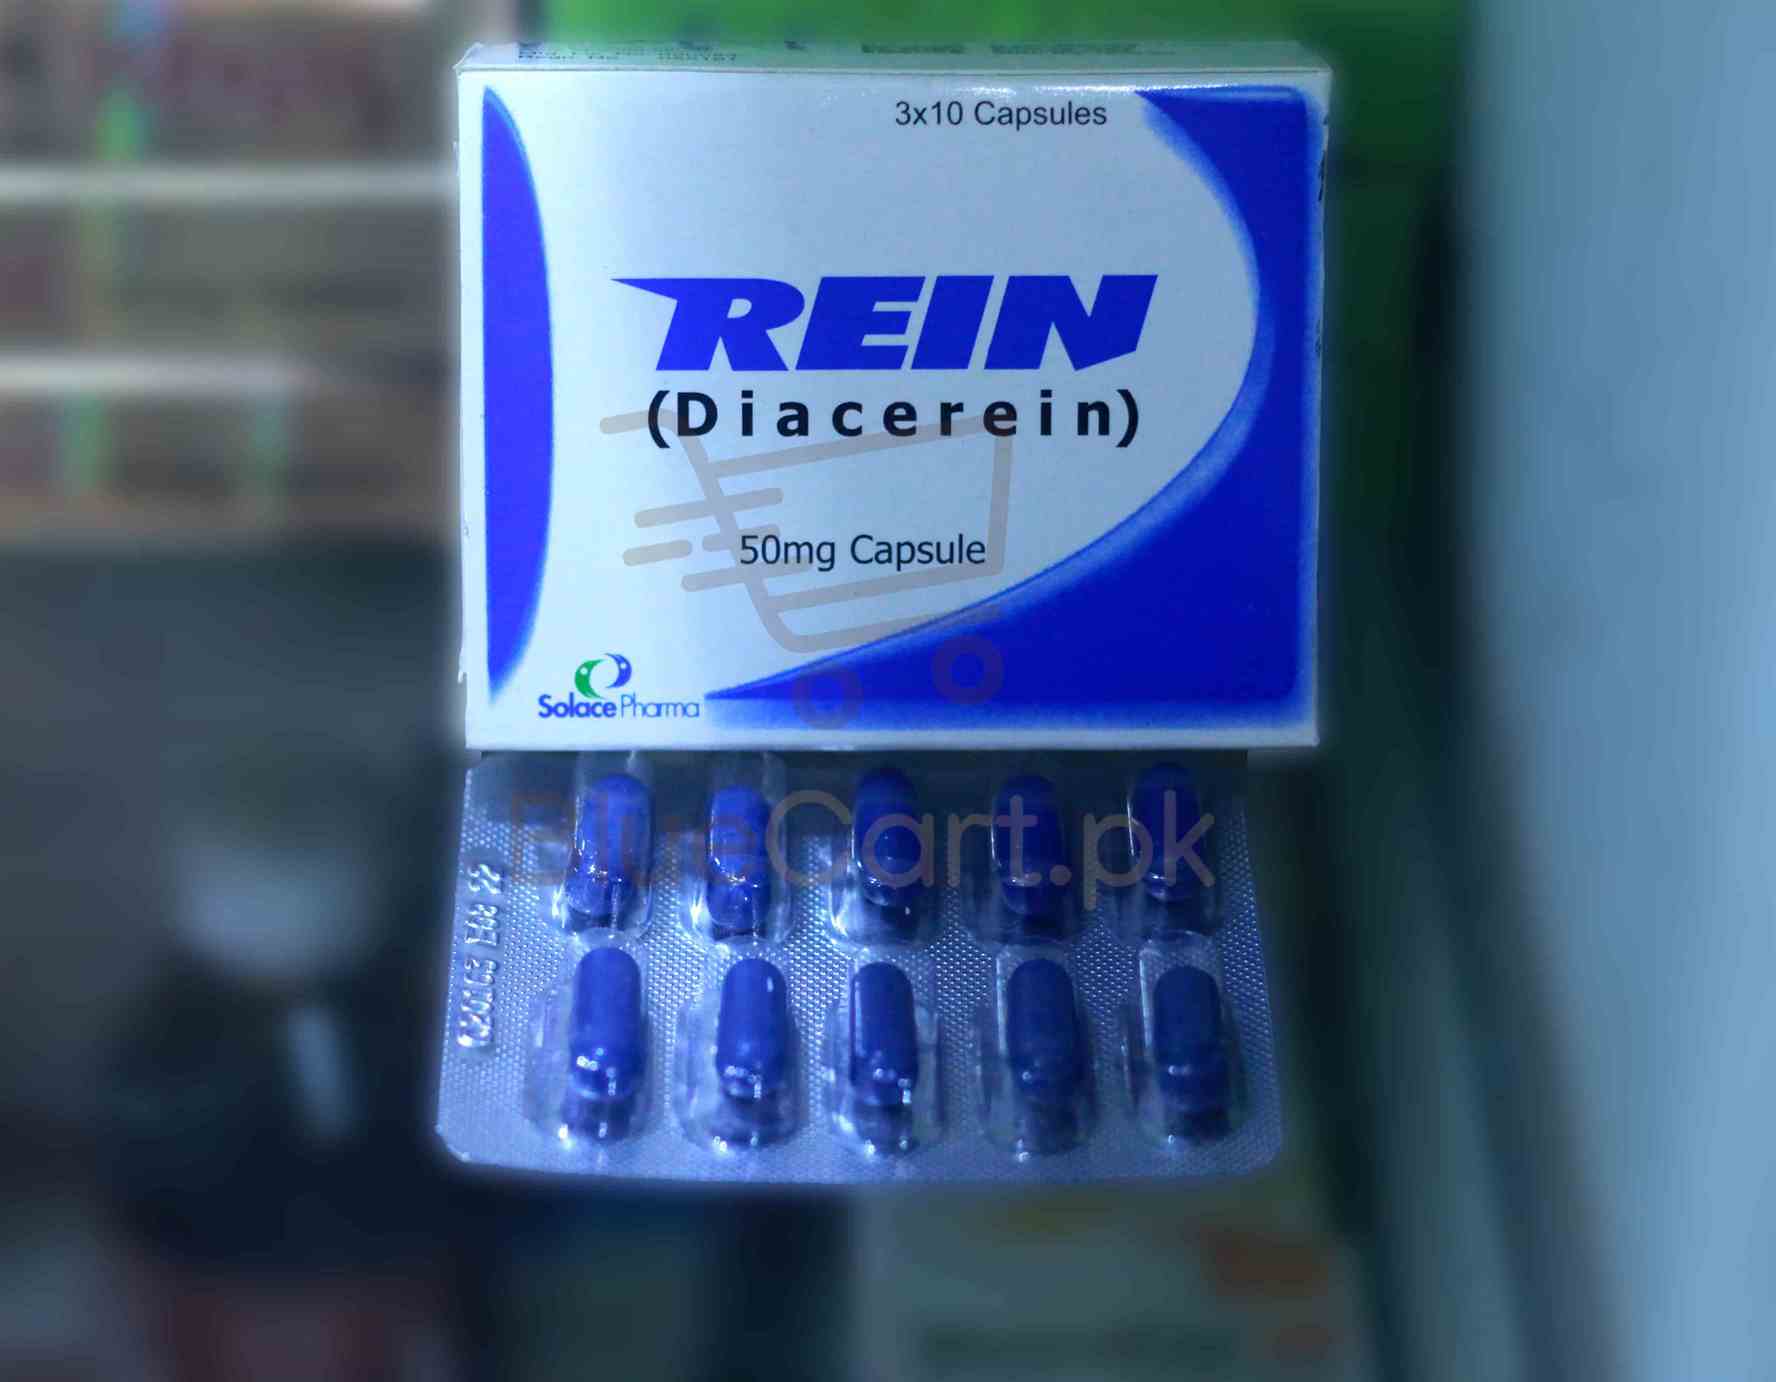 3x10 Capsules
REIN
(Diacerein)
50mg Capsule
Solace Pharma
BlueCart.pk